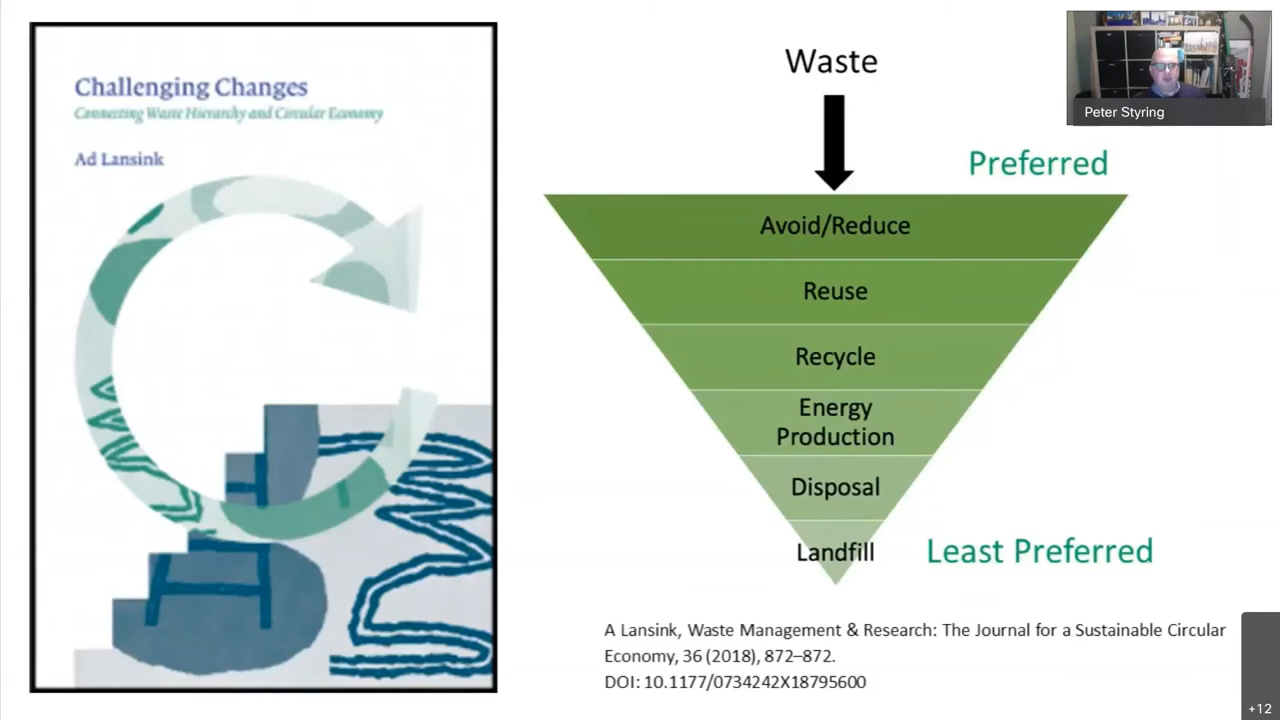 Challenging Changes
Connecting Waste Hierarchy and Circular Economy
Ad Lansink
Waste
Peter Styring
Preferred
Avoid/Reduce
Reuse
Recycle
Energy
Production
Disposal
Landfill
Least Preferred
A Lansink, Waste Management & Research: The Journal for a Sustainable Circular
Economy, 36 (2018), 872–872.
DOI: 10.1177/0734242X18795600
+12